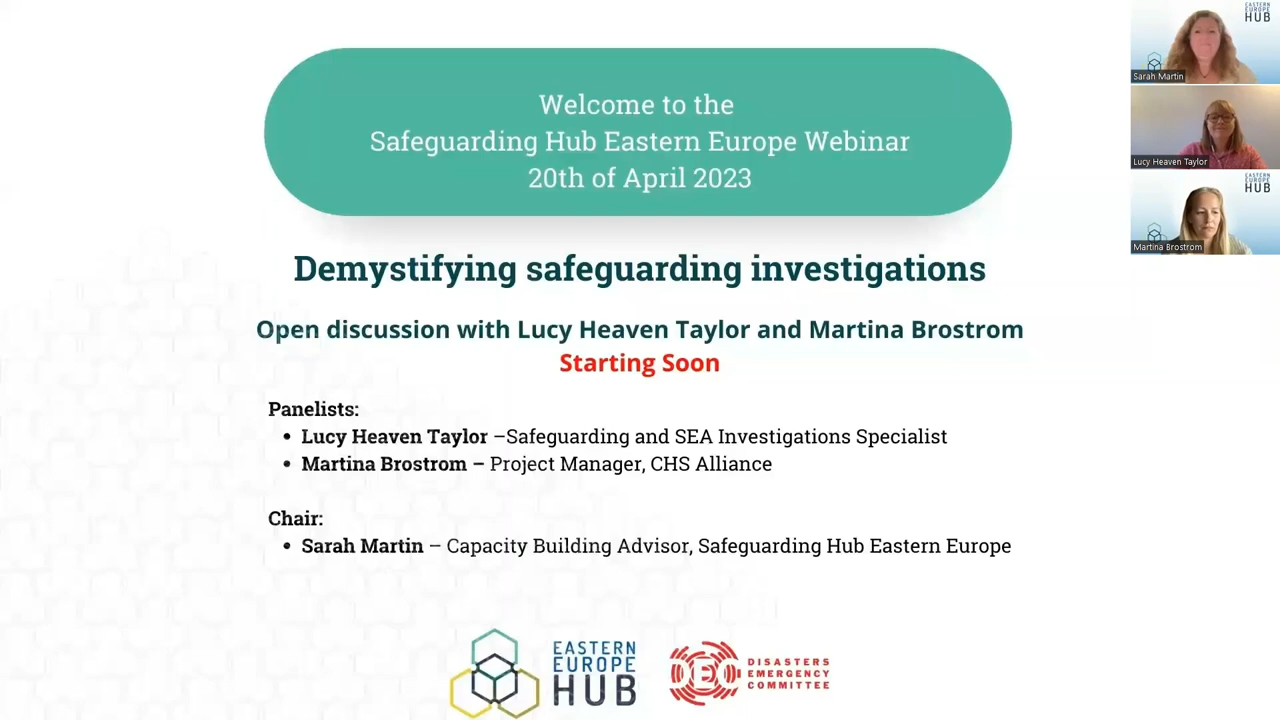 Welcome to the
Safeguarding Hub Eastern Europe Webinar
20th of April 2023
Demystifying safeguarding investigations
Open discussion with Lucy Heaven Taylor and Martina Brostrom
Starting Soon
Panelists:
• Lucy Heaven Taylor –Safeguarding and SEA Investigations Specialist
• Martina Brostrom – Project Manager, CHS Alliance
Chair:
• Sarah Martin – Capacity Building Advisor, Safeguarding Hub Eastern Europe
EASTERN
EUROPE
HUB
DEC
DISASTERS
EMERGENCY
COMMITTEE
EASTERN
EUROPE
HUB
Sarah Martin
Lucy Heaven Taylor
EASTERN
EUROPE
HUB
Martina Brostrom